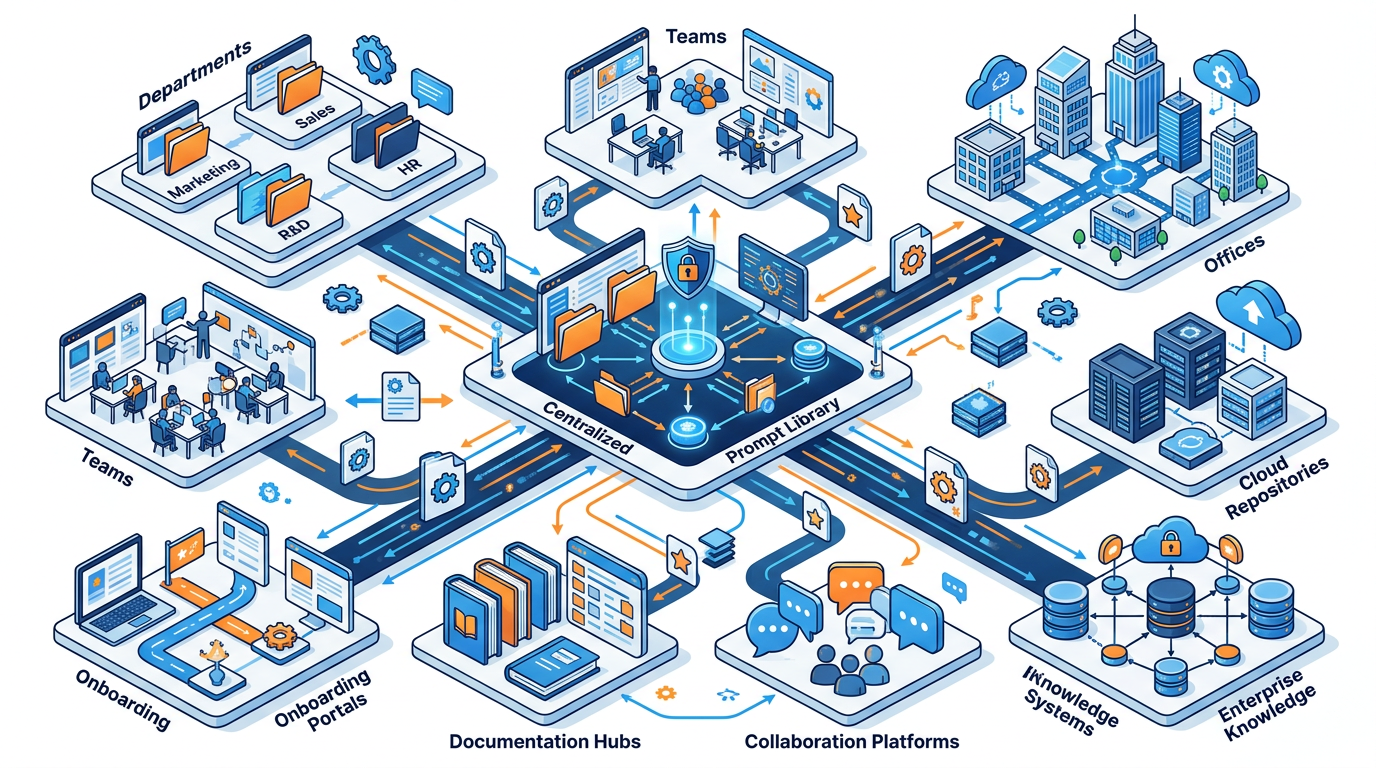 Departments
Sales
Marketing
HR
R&D
Teams
Offices
Centralized
Prompt Library
Teams
Cloud
Repositories
Onboarding
Onboarding
Portals
Documentation Hubs
Collaboration Platforms
Knowledge
Systems
Enterprise
Knowledge